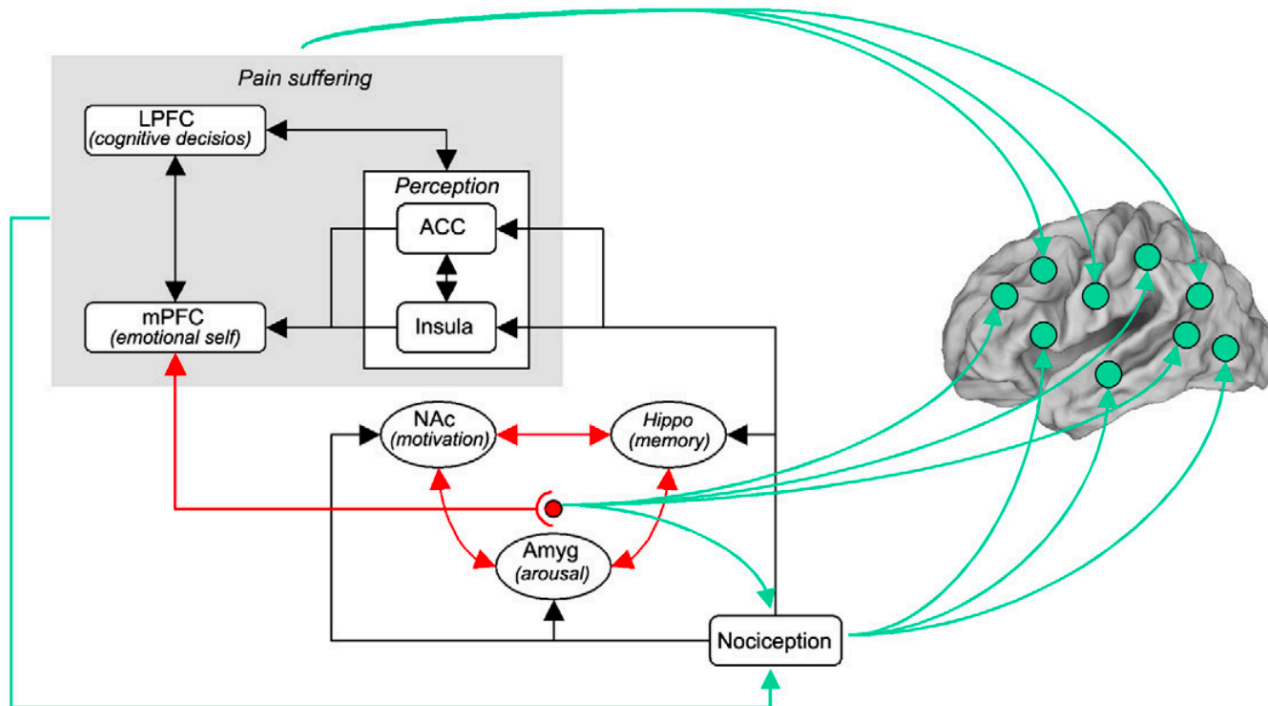 Pain suffering
LPFC
(cognitive decisios)
Perception
ACC
mPFC
(emotional self)
Insula
NAc
(motivation)
Hippo
(memory)
Amyg
(arousal)
Nociception